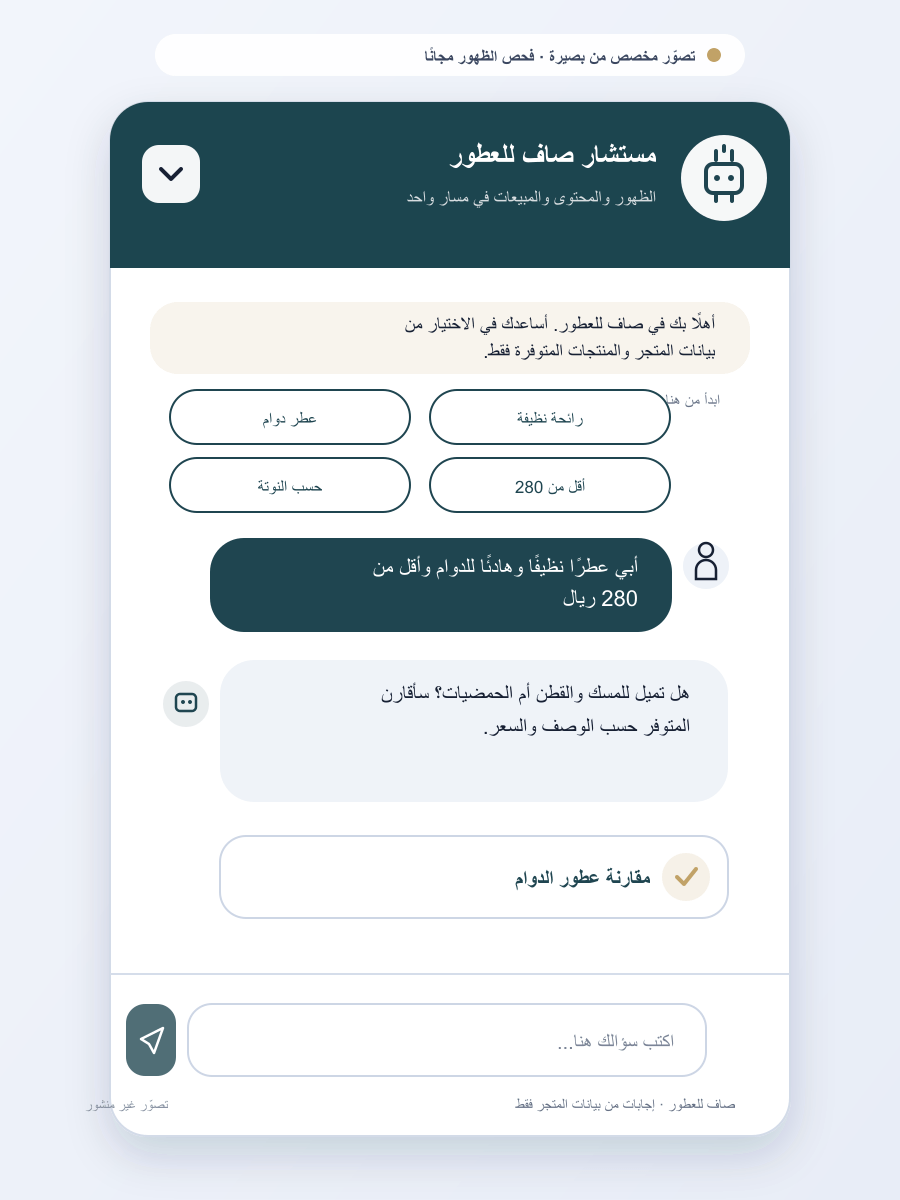 تصوّر مخصص من بصيرة · فحص الظهور مجانًا
مستشار صاف للعطور
الظهور والمحتوى والمبيعات في مسار واحد
أهلًا بك في صاف للعطور. أساعدك في الاختيار من
بيانات المتجر والمنتجات المتوفرة فقط.
ابدأ من هنا
رائحة نظيفة
عطر دوام
أقل من 280
حسب النوتة
أبي عطرًا نظيفًا وهادئًا للدوام وأقل من
280 ريال
هل تميل للمسك والقطن أم الحمضيات؟ سأقارن
المتوفر حسب الوصف والسعر.
مقارنة عطور الدوام
اكتب سؤالك هنا...
صاف للعطور · إجابات من بيانات المتجر فقط
تصوّر غير منشور